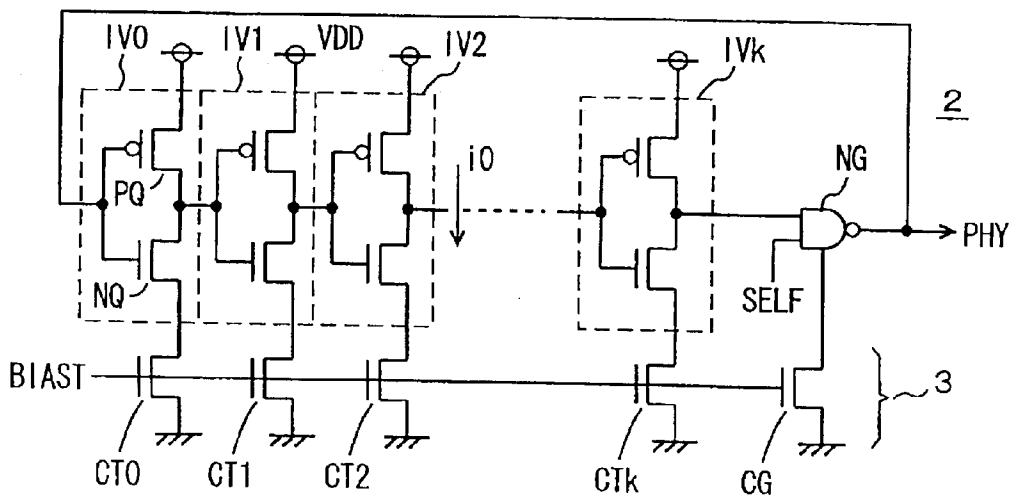 IV0 IV1 VDD IV2 IVk
2
i0
NG
PQ
PHY
NQ
SELF
BIAST
3
CT0 CT1 CT2 CTk CG